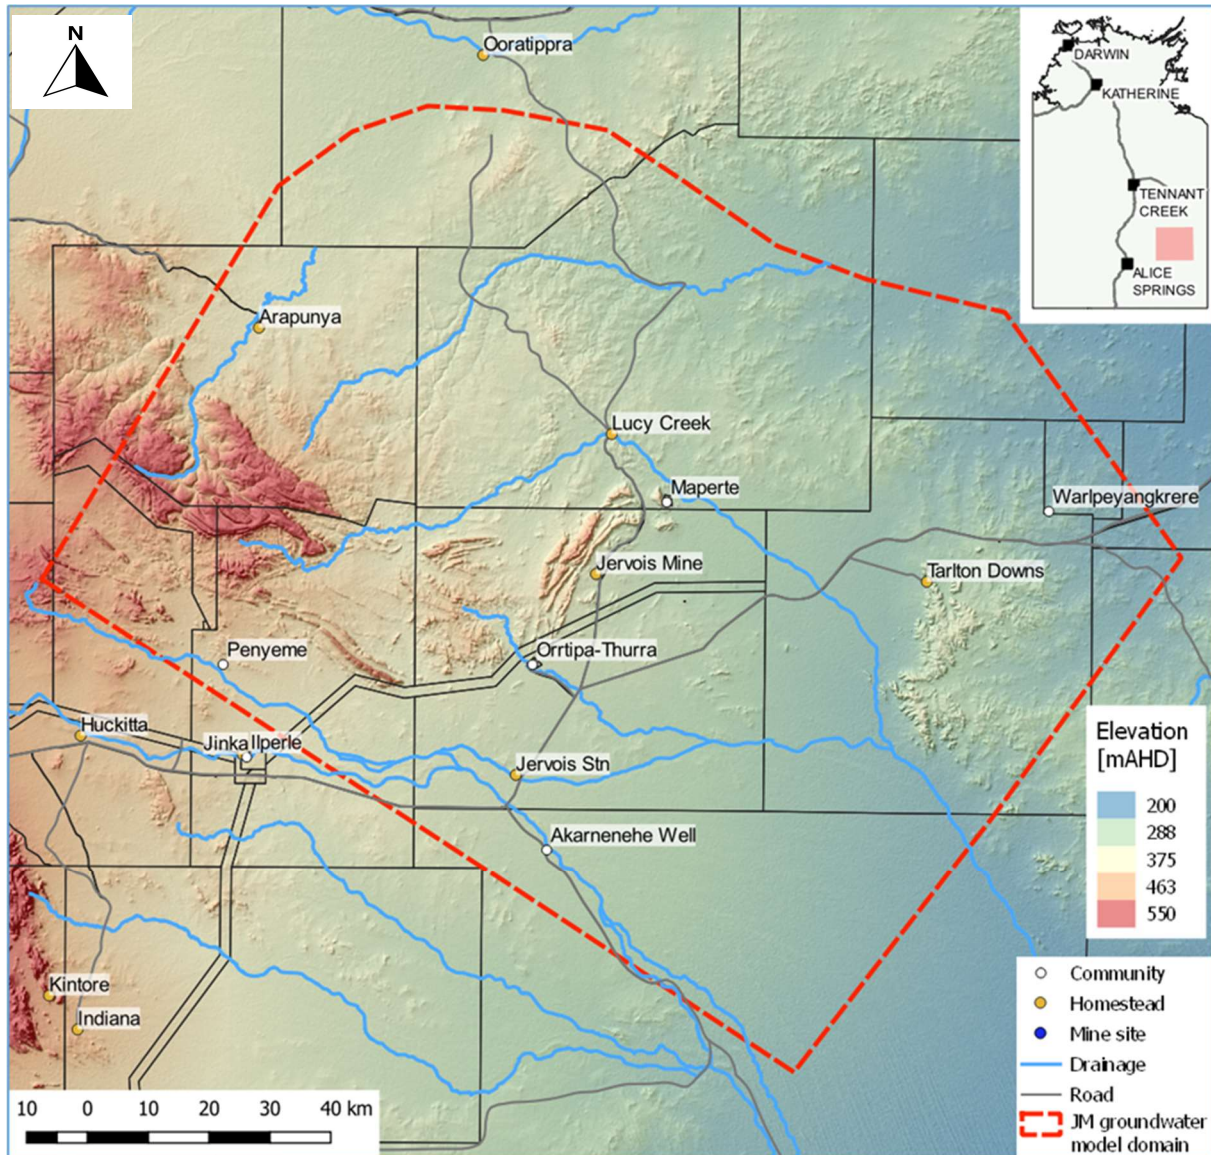 N
Ooratippra
DARWIN
KATHERINE
TENNANT
CREEK
ALICE
SPRINGS
Arapunya
Lucy Creek
Maperte
Warlpeyangkrere
Jervois Mine
Tarlton Downs
Penyeme
Orrtipa-Thurra
Huckitta
Jinka Ilperle
Jervois Stn
Akarnenehe Well
Kintore
Indiana
Elevation
[mAHD]
200
288
375
463
550
Community
Homestead
Mine site
Drainage
Road
JM groundwater
model domain
10 0 10 20 30 40 km